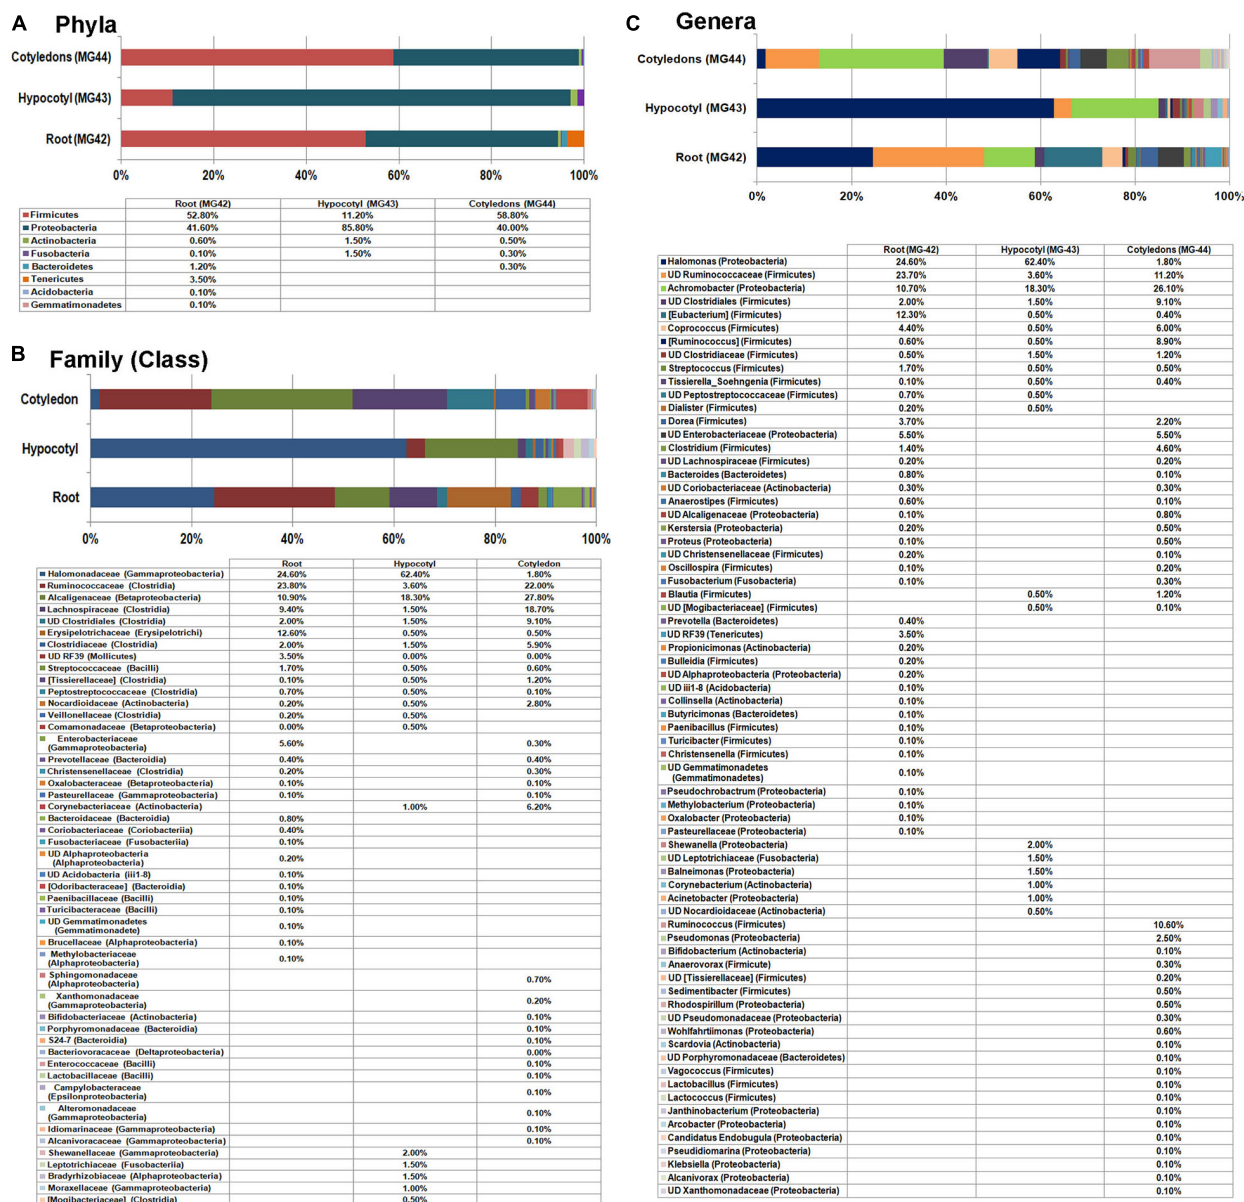 A Phyla
Cotyledons (MG44)
Hypocotyl (MG43)
Root (MG42)
0% 20% 40% 60% 80% 100%
Root (MG42) Hypocotyl (MG43) Cotyledons (MG44)
Firmicutes 52.80% 11.20% 58.80%
Proteobacteria 41.60% 85.80% 40.00%
Actinobacteria 0.60% 1.50% 0.50%
Fusobacteria 0.10% 1.50% 0.30%
Bacteroidetes 1.20% 0.30%
Tenericutes 3.50%
Acidobacteria 0.10%
Gemmatimonadetes 0.10%
B Family (Class)
Cotyledon
Hypocotyl
Root
0% 20% 40% 60% 80% 100%
Root Hypocotyl Cotyledon
Halomonadaceae (Gammaproteobacteria) 24.60% 62.40% 1.80%
Ruminococcaceae (Clostridia) 23.80% 3.60% 22.00%
Alcaligenaceae (Betaproteobacteria) 10.90% 18.30% 27.80%
Lachnospiraceae (Clostridia) 9.40% 1.50% 18.70%
UD Clostridiales (Clostridia) 2.00% 1.50% 9.10%
Erysipelotrichaceae (Erysipelotrichi) 12.60% 0.50% 0.50%
Clostridiaceae (Clostridia) 2.00% 1.50% 5.90%
UD RF39 (Mollicutes) 3.50% 0.00% 0.00%
Streptococcaceae (Bacilli) 1.70% 0.50% 0.60%
[Tissierellaceae] (Clostridia) 0.10% 0.50% 1.20%
Peptostreptococcaceae (Clostridia) 0.70% 0.50% 0.10%
Nocardioidaceae (Actinobacteria) 0.20% 0.50% 2.80%
Veillonellaceae (Clostridia) 0.20% 0.50%
Comamonadaceae (Betaproteobacteria) 0.00% 0.50%
Enterobacteriaceae
(Gammaproteobacteria) 5.60% 0.30%
Prevotellaceae (Bacteroidia) 0.40% 0.40%
Christensenellaceae (Clostridia) 0.20% 0.30%
Oxalobacteraceae (Betaproteobacteria) 0.10% 0.10%
Pasteurellaceae (Gammaproteobacteria) 0.10% 0.10%
Corynebacteriaceae (Actinobacteria) 1.00% 6.20%
Bacteroidaceae (Bacteroidia) 0.80%
Coriobacteriaceae (Coriobacteriia) 0.40%
Fusobacteriaceae (Fusobacteriia) 0.10%
UD Alphaproteobacteria
(Alphaproteobacteria) 0.20%
UD Acidobacteria (iii1-8) 0.10%
[Odoribacteraceae] (Bacteroidia) 0.10%
Paenibacillaceae (Bacilli) 0.10%
Turicibacteraceae (Bacilli) 0.10%
UD Gemmatimonadetes
(Gemmatimonadete) 0.10%
Brucellaceae (Alphaproteobacteria) 0.10%
Methylobacteriaceae
(Alphaproteobacteria) 0.10%
Sphingomonadaceae
(Alphaproteobacteria) 0.70%
Xanthomonadaceae
(Gammaproteobacteria) 0.20%
Bifidobacteriaceae (Actinobacteria) 0.10%
Porphyromonadaceae (Bacteroidia) 0.10%
S24-7 (Bacteroidia) 0.10%
Bacteriovoracaceae (Deltaproteobacteria) 0.00%
Enterococcaceae (Bacilli) 0.10%
Lactobacillaceae (Bacilli) 0.10%
Campylobacteraceae
(Epsilonproteobacteria) 0.10%
Alteromonadaceae
(Gammaproteobacteria) 0.10%
Idiomarinaceae (Gammaproteobacteria) 0.10%
Alcanivoracaceae (Gammaproteobacteria) 0.10%
Shewanellaceae (Gammaproteobacteria) 2.00%
Leptotrichiaceae (Fusobacteriia) 1.50%
Bradyrhizobiaceae (Alphaproteobacteria) 1.50%
Moraxellaceae (Gammaproteobacteria) 1.00%
[Mogibacteriaceae] (Clostridia) 0.50%
C Genera
Cotyledons (MG44)
Hypocotyl (MG43)
Root (MG42)
0% 20% 40% 60% 80% 100%
Root (MG-42) Hypocotyl (MG-43) Cotyledons (MG-44)
Halomonas (Proteobacteria) 24.60% 62.40% 1.80%
UD Ruminococcaceae (Firmicutes) 23.70% 3.60% 11.20%
Achromobacter (Proteobacteria) 10.70% 18.30% 26.10%
UD Clostridiales (Firmicutes) 2.00% 1.50% 9.10%
[Eubacterium] (Firmicutes) 12.30% 0.50% 0.40%
Coprococcus (Firmicutes) 4.40% 0.50% 6.00%
[Ruminococcus] (Firmicutes) 0.60% 0.50% 8.90%
UD Clostridiaceae (Firmicutes) 0.50% 1.50% 1.20%
Streptococcus (Firmicutes) 1.70% 0.50% 0.50%
Tissierella_Soehngenia (Firmicutes) 0.10% 0.50% 0.40%
UD Peptostreptococcaceae (Firmicutes) 0.70% 0.50%
Dialister (Firmicutes) 0.20% 0.50%
Dorea (Firmicutes) 3.70% 2.20%
UD Enterobacteriaceae (Proteobacteria) 5.50% 5.50%
Clostridium (Firmicutes) 1.40% 4.60%
UD Lachnospiraceae (Firmicutes) 0.20% 0.20%
Bacteroides (Bacteroidetes) 0.80% 0.10%
UD Coriobacteriaceae (Actinobacteria) 0.30% 0.30%
Anaerostipes (Firmicutes) 0.60% 0.10%
UD Alcaligenaceae (Proteobacteria) 0.10% 0.80%
Kerstersia (Proteobacteria) 0.20% 0.50%
Proteus (Proteobacteria) 0.10% 0.50%
UD Christensenellaceae (Firmicutes) 0.20% 0.10%
Oscillospira (Firmicutes) 0.10% 0.20%
Fusobacterium (Fusobacteria) 0.10% 0.30%
Blautia (Firmicutes) 0.50% 1.20%
UD [Mogibacteriaceae] (Firmicutes) 0.50% 0.10%
Prevotella (Bacteroidetes) 0.40%
UD RF39 (Tenericutes) 3.50%
Propionicimonas (Actinobacteria) 0.20%
Bulleidia (Firmicutes) 0.20%
UD Alphaproteobacteria (Proteobacteria) 0.20%
UD iii1-8 (Acidobacteria) 0.10%
Collinsella (Actinobacteria) 0.10%
Butyricimonas (Bacteroidetes) 0.10%
Paenibacillus (Firmicutes) 0.10%
Turicibacter (Firmicutes) 0.10%
Christensenella (Firmicutes) 0.10%
UD Gemmatimonadetes
(Gemmatimonadetes) 0.10%
Pseudochrobactrum (Proteobacteria) 0.10%
Methylobacterium (Proteobacteria) 0.10%
Oxalobacter (Proteobacteria) 0.10%
Pasteurellaceae (Proteobacteria) 0.10%
Shewanella (Proteobacteria) 2.00%
UD Leptotrichiaceae (Fusobacteria) 1.50%
Balneimonas (Proteobacteria) 1.50%
Corynebacterium (Actinobacteria) 1.00%
Acinetobacter (Proteobacteria) 1.00%
UD Nocardioidaceae (Actinobacteria) 0.50%
Ruminococcus (Firmicutes) 10.60%
Pseudomonas (Proteobacteria) 2.50%
Bifidobacterium (Actinobacteria) 0.10%
Anaerovorax (Firmicute) 0.30%
UD [Tissierellaceae] (Firmicutes) 0.20%
Sedimentibacter (Firmicutes) 0.50%
Rhodospirillum (Proteobacteria) 0.50%
UD Pseudomonadaceae (Proteobacteria) 0.30%
Wohlfahrtiimonas (Proteobacteria) 0.60%
Scardovia (Actinobacteria) 0.10%
UD Porphyromonadaceae (Bacteroidetes) 0.10%
Vagococcus (Firmicutes) 0.10%
Lactobacillus (Firmicutes) 0.10%
Lactococcus (Firmicutes) 0.10%
Janthinobacterium (Proteobacteria) 0.10%
Arcobacter (Proteobacteria) 0.10%
Candidatus Endobugula (Proteobacteria) 0.10%
Pseudidiomarina (Proteobacteria) 0.10%
Klebsiella (Proteobacteria) 0.10%
Alcanivorax (Proteobacteria) 0.10%
UD Xanthomonadaceae (Proteobacteria) 0.10%